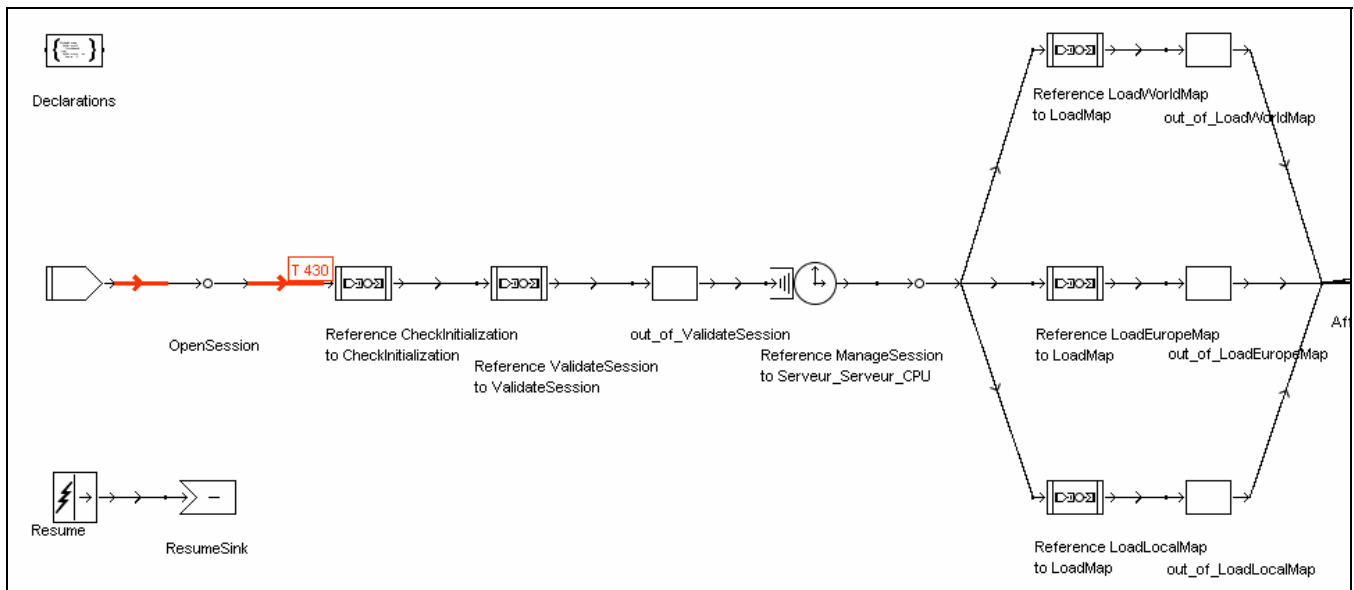 Declarations
Reference LoadWorldMap
to LoadMap
out_of_LoadWorldMap
T 430
OpenSession
Reference CheckInitialization
to CheckInitialization
Reference ValidateSession
to ValidateSession
out_of_ValidateSession
Reference ManageSession
to Serveur_Serveur_CPU
Reference LoadEuropeMap
to LoadMap
out_of_LoadEuropeMap
Aft
Resume
ResumeSink
Reference LoadLocalMap
to LoadMap
out_of_LoadLocalMap